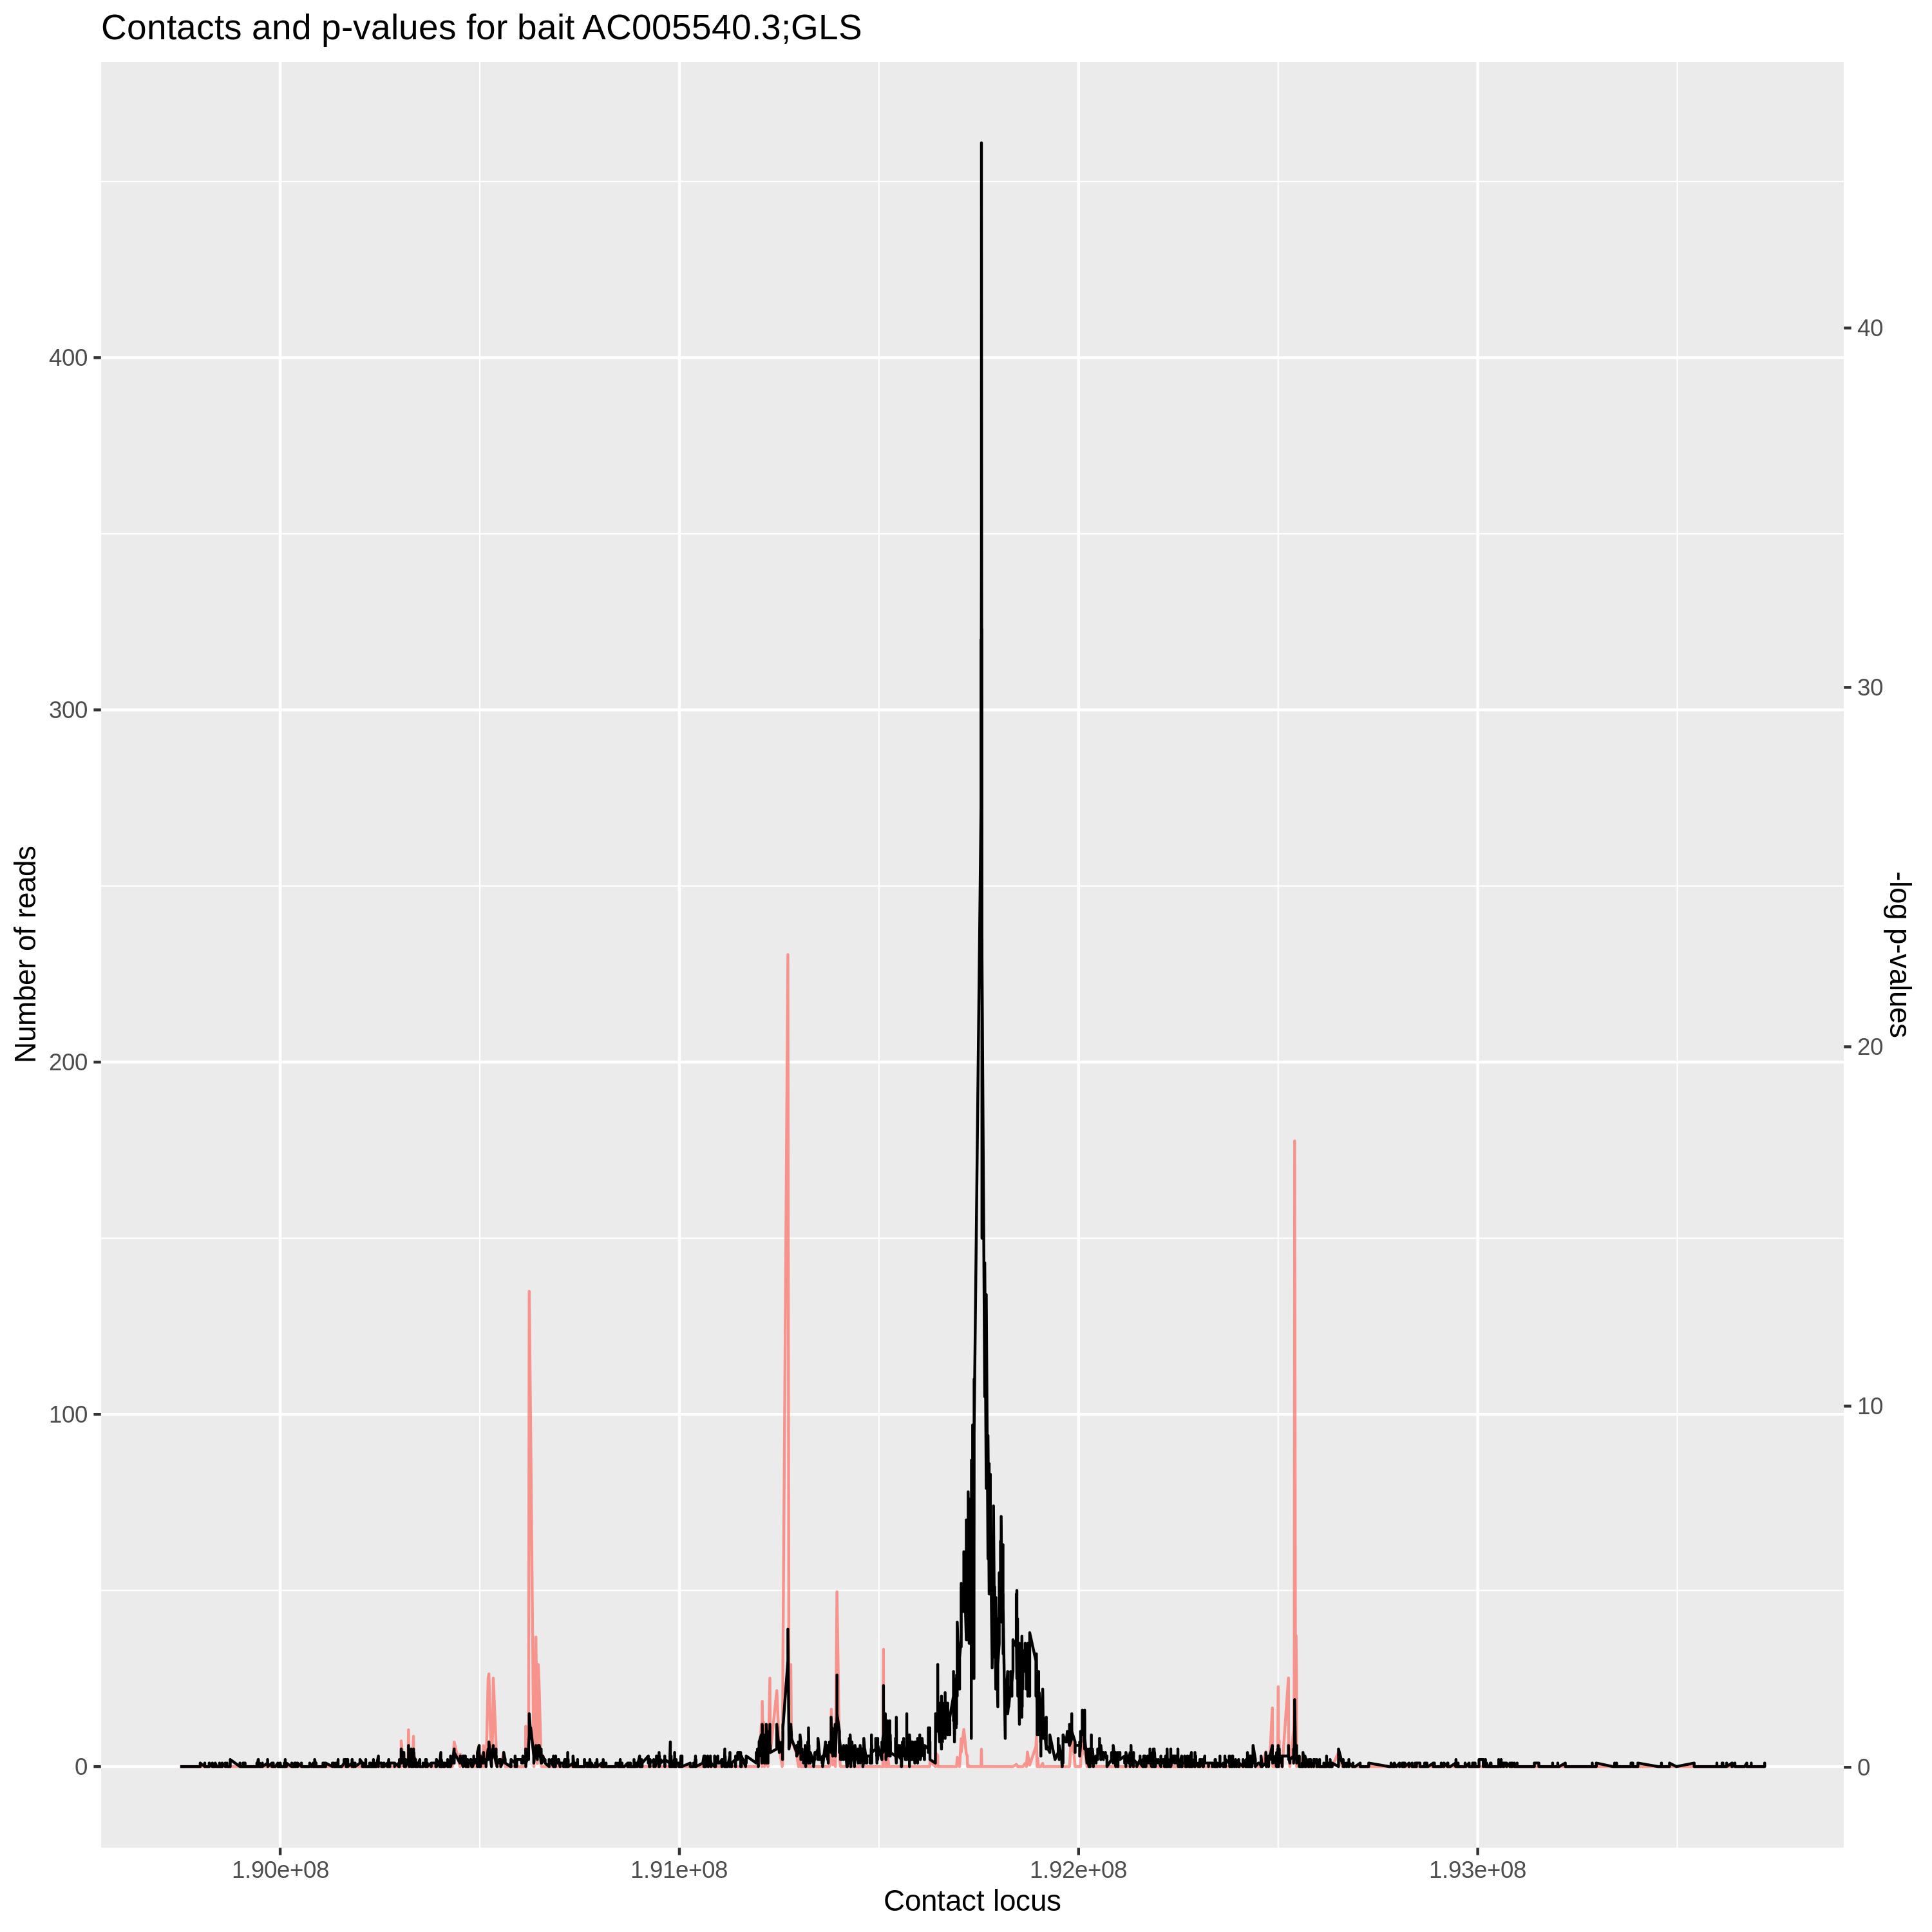 Contacts and p-values for bait AC005540.3;GLS
Number of reads
400
300
200
100
0
40
30
20
10
0
-log p-values
1.90e+08 1.91e+08 1.92e+08 1.93e+08
Contact locus